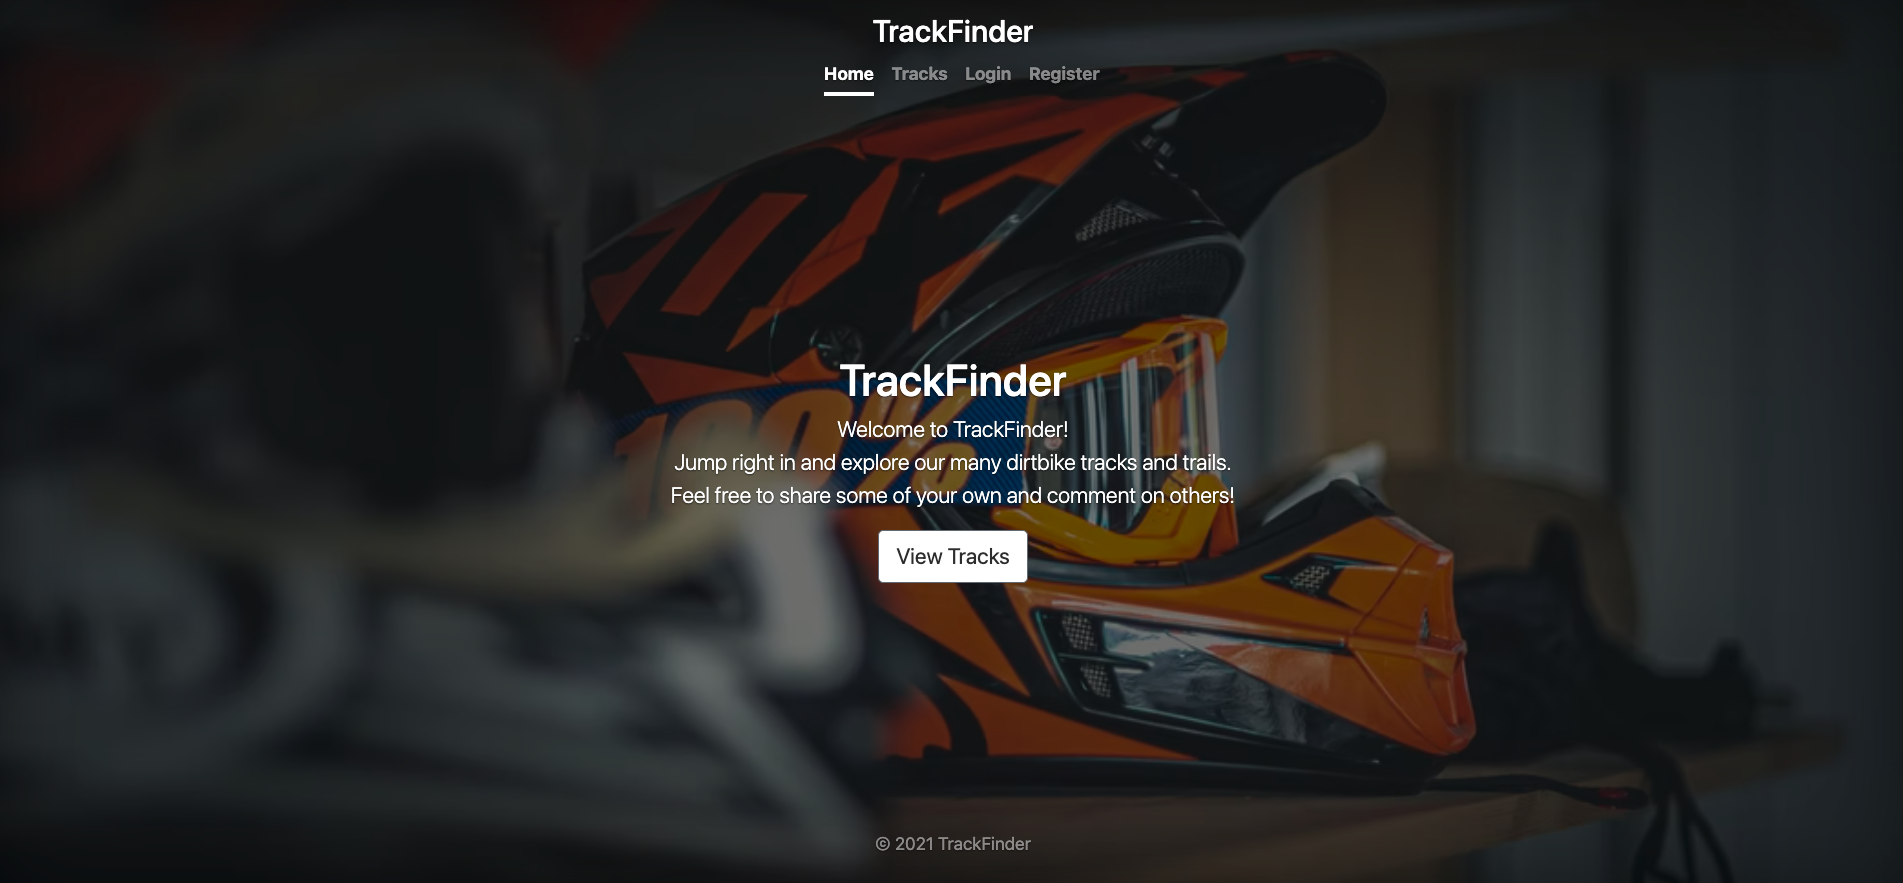 TrackFinder
Home Tracks Login Register
TrackFinder
Welcome to TrackFinder!
Jump right in and explore our many dirtbike tracks and trails.
Feel free to share some of your own and comment on others!
View Tracks
100%
© 2021 TrackFinder